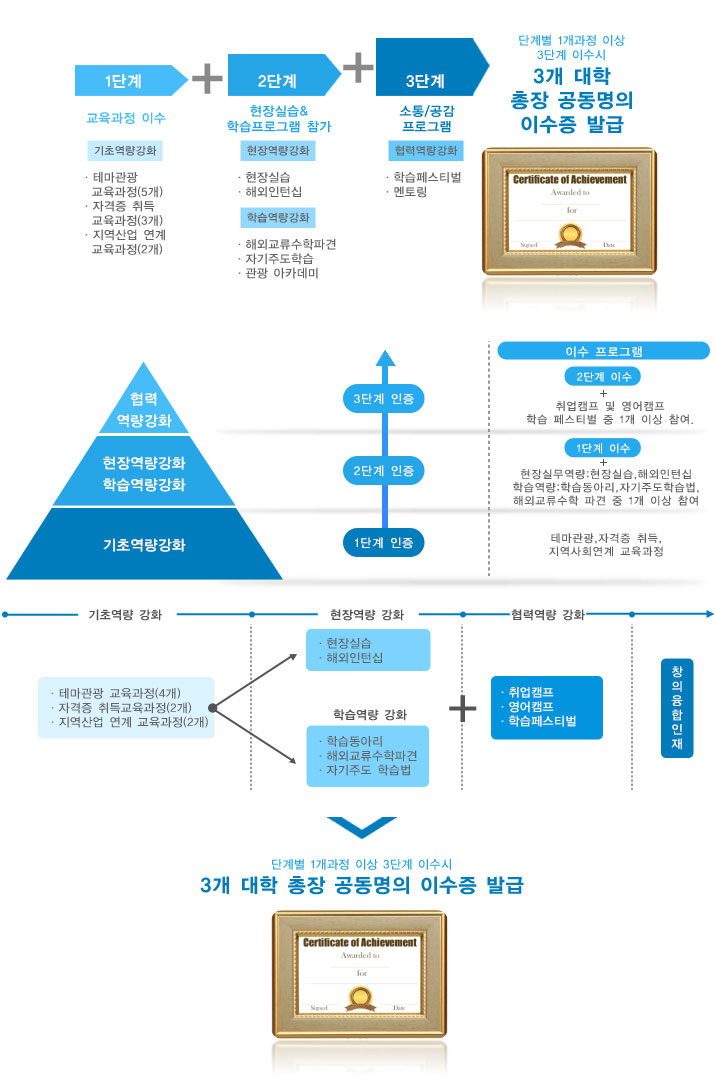 1단계
2단계
3단계
단계별 1개과정 이상
3단계 이수시
3개 대학
총장 공동명의
이수증 발급
교육과정 이수
기초역량강화
· 테마관광
교육과정(5개)
· 자격증 취득
교육과정(3개)
· 지역산업 연계
교육과정(2개)
현장실습&
학습프로그램 참가
현장역량강화
· 현장실습
· 해외인턴십
학습역량강화
· 해외교류수학파견
· 자기주도학습
· 관광 아카데미
소통/공감
프로그램
협력역량강화
· 학습페스티벌
· 멘토링
Certificate of Achievement
Awarded to
for
Signed
Date
협력
역량강화
현장역량강화
학습역량강화
기초역량강화
3단계 인증
2단계 인증
1단계 인증
이수 프로그램
2단계 이수
+
취업캠프 및 영어캠프
학습 페스티벌 중 1개 이상 참여.
1단계 이수
+
현장실무역량:현장실습,해외인턴십
학습역량:학습동아리,자기주도학습법,
해외교류수학 파견 중 1개 이상 참여
테마관광,자격증 취득,
지역사회연계 교육과정
기초역량 강화
현장역량 강화
협력역량 강화
· 테마관광 교육과정(4개)
· 자격증 취득교육과정(2개)
· 지역산업 연계 교육과정(2개)
· 현장실습
· 해외인턴십
학습역량 강화
· 학습동아리
· 해외교류수학파견
· 자기주도 학습법
· 취업캠프
· 영어캠프
· 학습페스티벌
창의융합인재
단계별 1개과정 이상 3단계 이수시
3개 대학 총장 공동명의 이수증 발급
Certificate of Achievement
Awarded to
for
Signed
Date